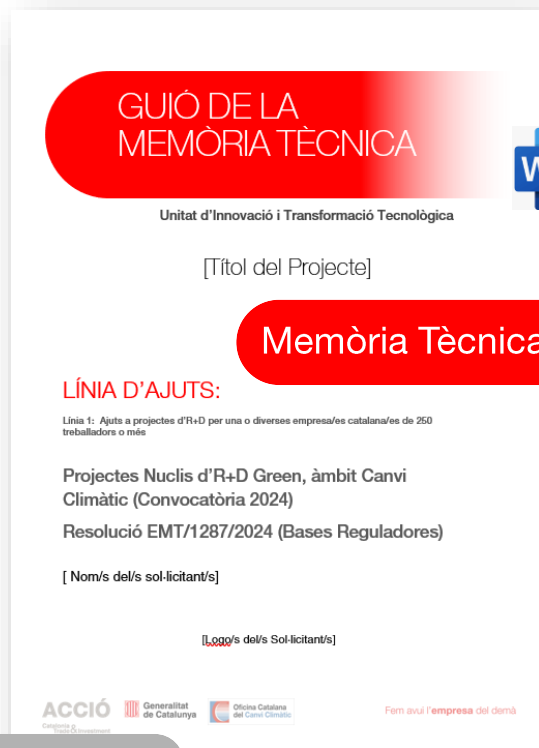 GUIÓ DE LA
MEMÒRIA TÈCNICA
W
Unitat d'Innovació i Transformació Tecnològica
[Títol del Projecte]
Memòria Tècnica
LÍNIA D'AJUTS:
Línia 1: Ajuts a projectes d'R+D per una o diverses empresa/es catalana/es de 250
treballadors o més
Projectes Nuclis d'R+D Green, àmbit Canvi
Climàtic (Convocatòria 2024)
Resolució EMT/1287/2024 (Bases Reguladores)
[ Nom/s del/s sol·licitant/s]
[Logo/s del/s Sol·licitant/s]
ACCIÓ
Catalonia
Trade & Investment
Generalitat
de Catalunya
Oficina Catalana
del Canvi Climàtic
Fem avui l'empresa del demà